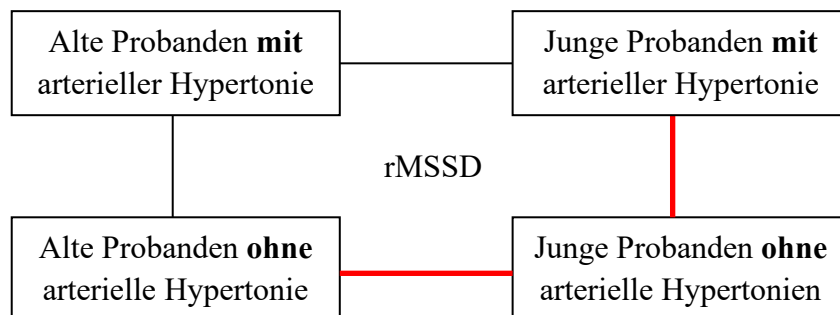 Alte Probanden mit
arterieller Hypertonie
Junge Probanden mit
arterieller Hypertonie
rMSSD
Alte Probanden ohne
arterielle Hypertonie
Junge Probanden ohne
arterielle Hypertonien